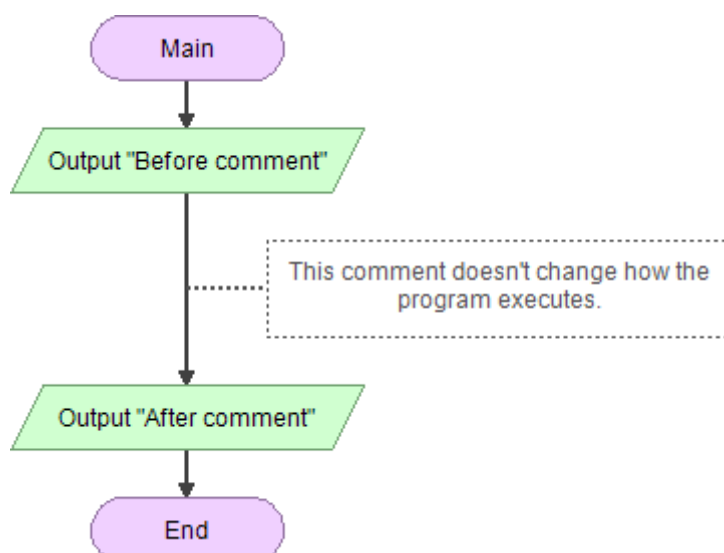 Main
Output "Before comment"
This comment doesn't change how the
program executes.
Output "After comment"
End